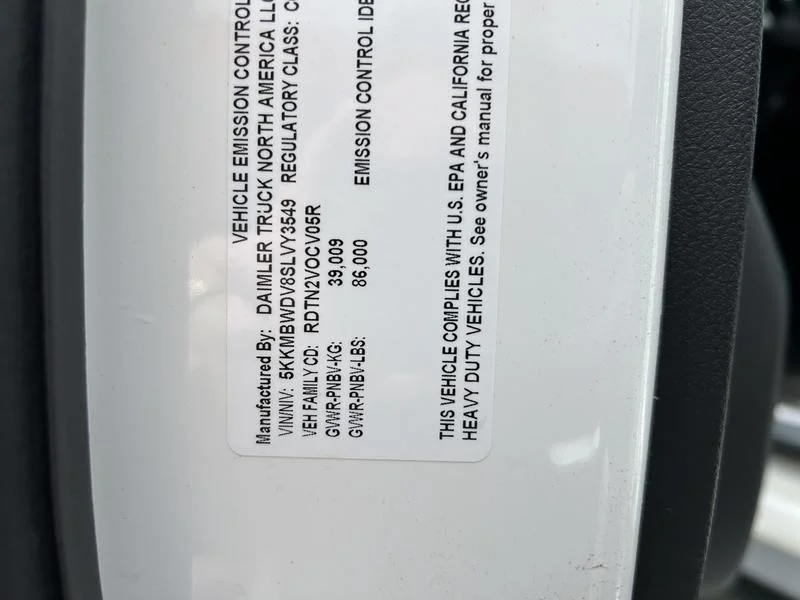 VEHICLE EMISSION CONTROL
Manufactured By: DAIMLER TRUCK NORTH AMERICA LLC
VIN/NIV: 5KKMBWDV8SLVY3549 REGULATORY CLASS:
VEH FAMILY CD: RDTN2VOCV05R
GVWR-PNBV-KG: 39,009
GVWR-PNBV-LBS: 86,000 EMISSION CONTROL IDE
THIS VEHICLE COMPLIES WITH U.S. EPA AND CALIFORNIA REG
HEAVY DUTY VEHICLES. See owner's manual for proper